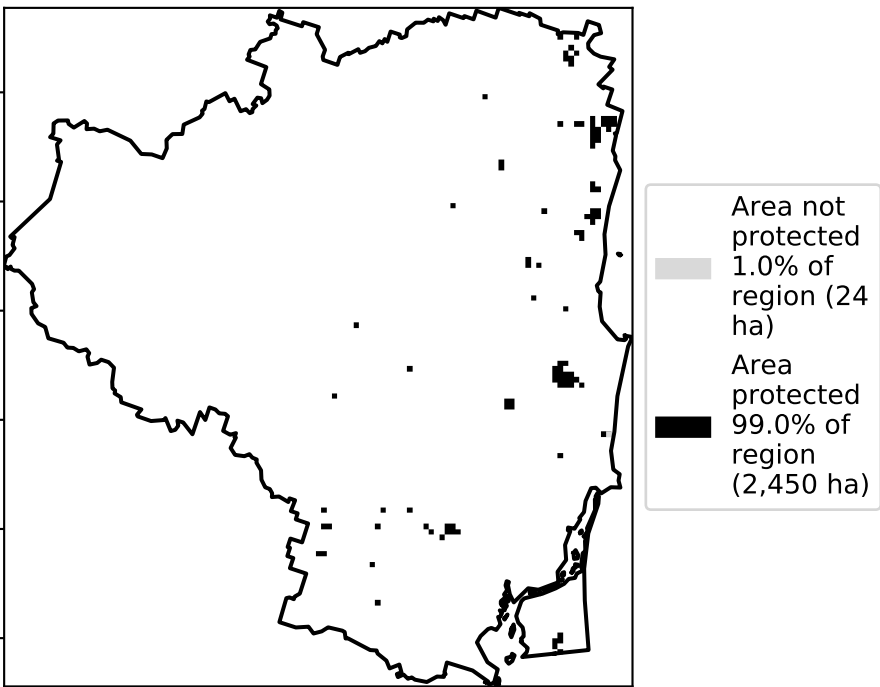 Area not
protected
1.0% of
region (24
ha)
Area
protected
99.0% of
region
(2,450 ha)